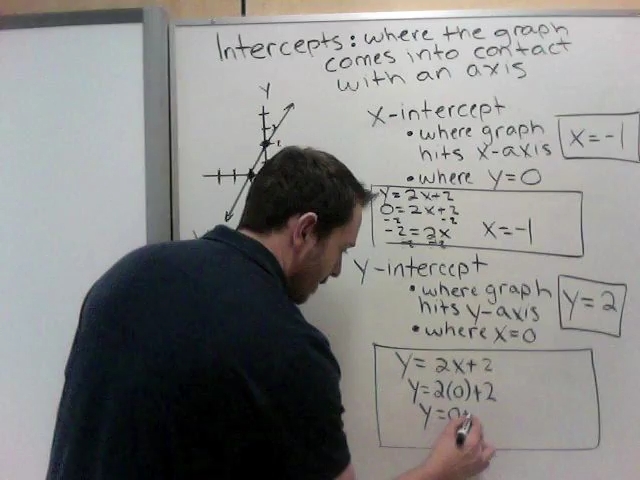 Intercepts: where the graph
comes into contact
with an axis
Y
X-intercept
• where graph
hits x-axis
• where y=0
X=-1
Y=2X+2
0=2X+2
-2 -2
-2=2X
2 2
X=-1
Y-intercept
• where graph
hits y-axis
• where x=0
Y=2
Y=2X+2
Y=2(0)+2
Y=0+